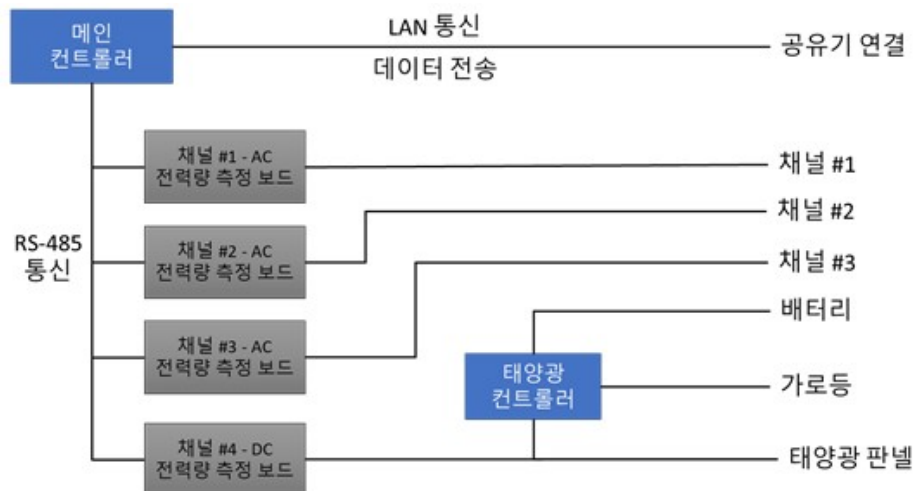 메인
컨트롤러
LAN 통신
데이터 전송
공유기 연결
채널 #1 - AC
전력량 측정 보드
채널 #1
채널 #2 - AC
전력량 측정 보드
채널 #2
RS-485
통신
채널 #3
채널 #3 - AC
전력량 측정 보드
배터리
태양광
컨트롤러
가로등
채널 #4 - DC
전력량 측정 보드
태양광 판넬